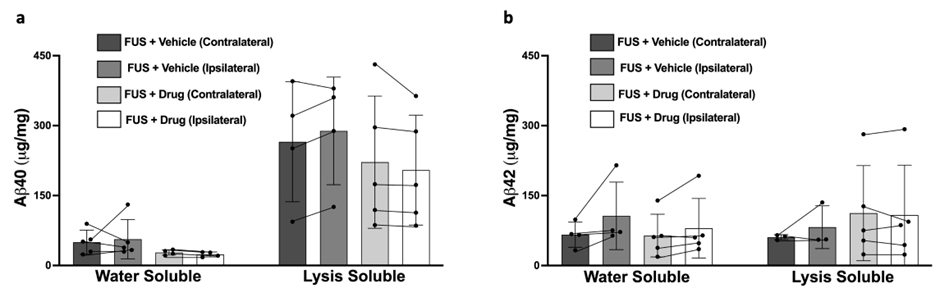 a
Aβ40 (μg/mg)
450
300
150
0
FUS + Vehicle (Contralateral)
FUS + Vehicle (Ipsilateral)
FUS + Drug (Contralateral)
FUS + Drug (Ipsilateral)
Water Soluble
Lysis Soluble
b
Aβ42 (μg/mg)
450
300
150
0
FUS + Vehicle (Contralateral)
FUS + Vehicle (Ipsilateral)
FUS + Drug (Contralateral)
FUS + Drug (Ipsilateral)
Water Soluble
Lysis Soluble